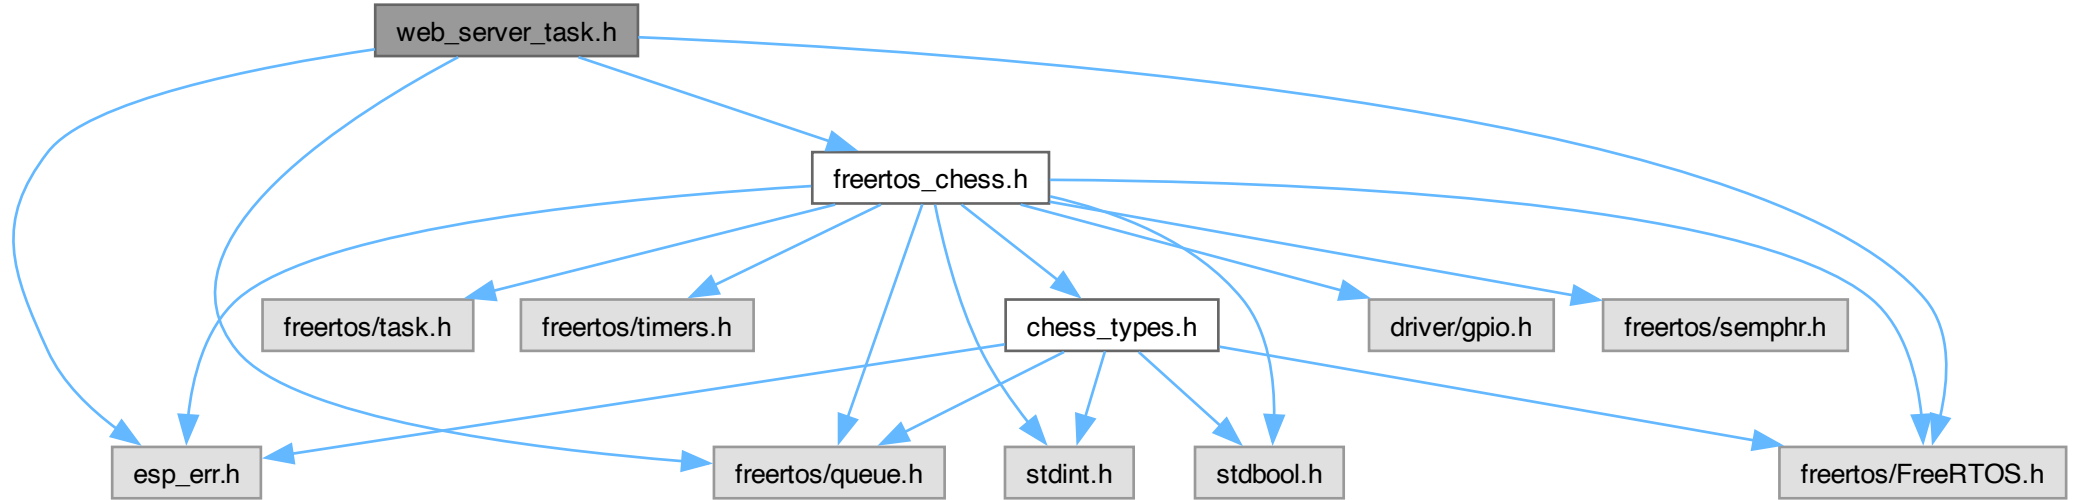 web_server_task.h
freertos_chess.h
freertos/task.h
freertos/timers.h
chess_types.h
driver/gpio.h
freertos/semphr.h
esp_err.h
freertos/queue.h
stdint.h
stdbool.h
freertos/FreeRTOS.h